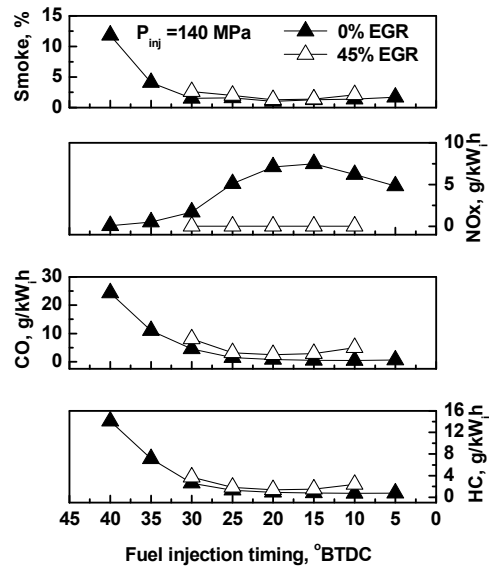 P_inj =140 MPa
0% EGR
45% EGR
Smoke, %
15
10
5
0
NOx, g/kW_ih
10
5
0
CO, g/kW_ih
30
20
10
0
HC, g/kW_ih
16
12
8
4
0
45 40 35 30 25 20 15 10 5 0
Fuel injection timing, °BTDC